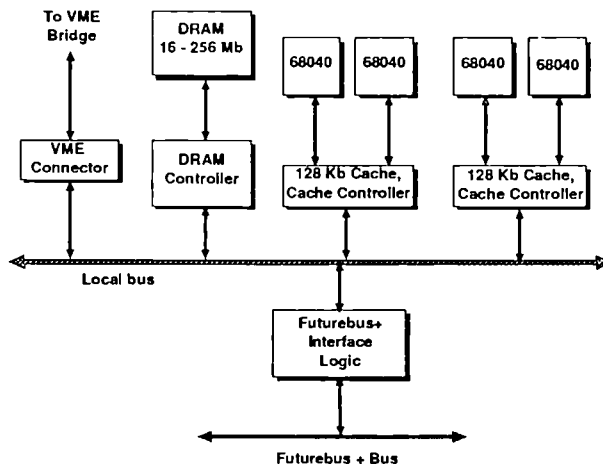 To VME
Bridge
DRAM
16 - 256 Mb
68040
68040
68040
68040
VME
Connector
DRAM
Controller
128 Kb Cache,
Cache Controller
128 Kb Cache,
Cache Controller
Local bus
Futurebus+
Interface
Logic
Futurebus + Bus